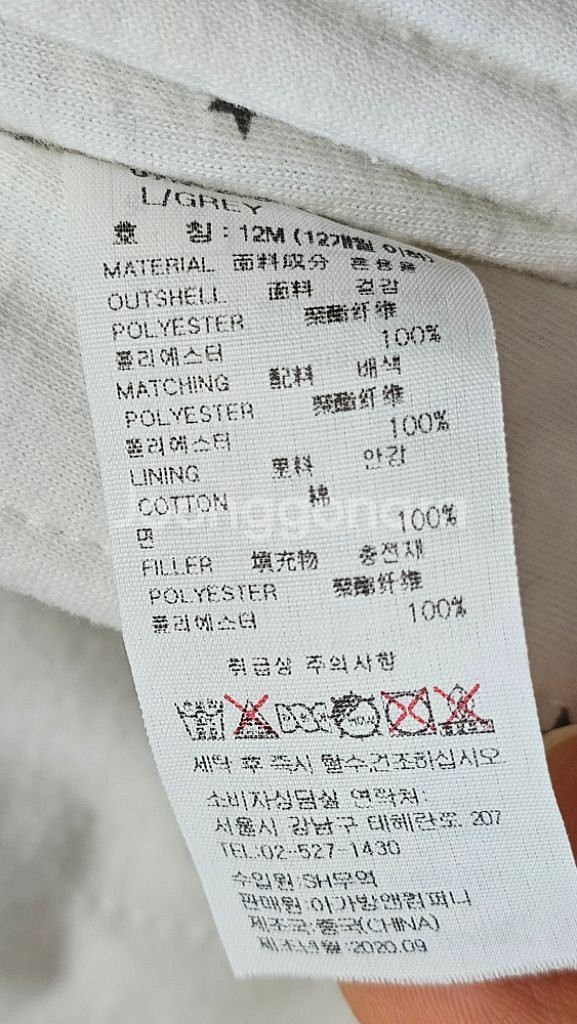 L/GREY
호 칭 : 12M (12개월 이하)
MATERIAL 面料成分 혼용율
OUTSHELL 面料 겉감
POLYESTER 聚酯纤维
100%
폴리에스터
MATCHING 配料 배색
POLYESTER 聚酯纤维
100%
폴리에스터
LINING 里料 안감
COTTON 綿
100%
면
FILLER 填充物 충전재
POLYESTER 聚酯纤维
100%
폴리에스터
취급상 주의사항
세탁 후 즉시 탈수,건조하십시오
소비자상담실 연락처:
서울시 강남구 테헤란로 207
TEL:02-527-1430
수입원:SH무역
판매원:아가방앤컴퍼니
제조국:중국(CHINA)
제조년월:2020.09